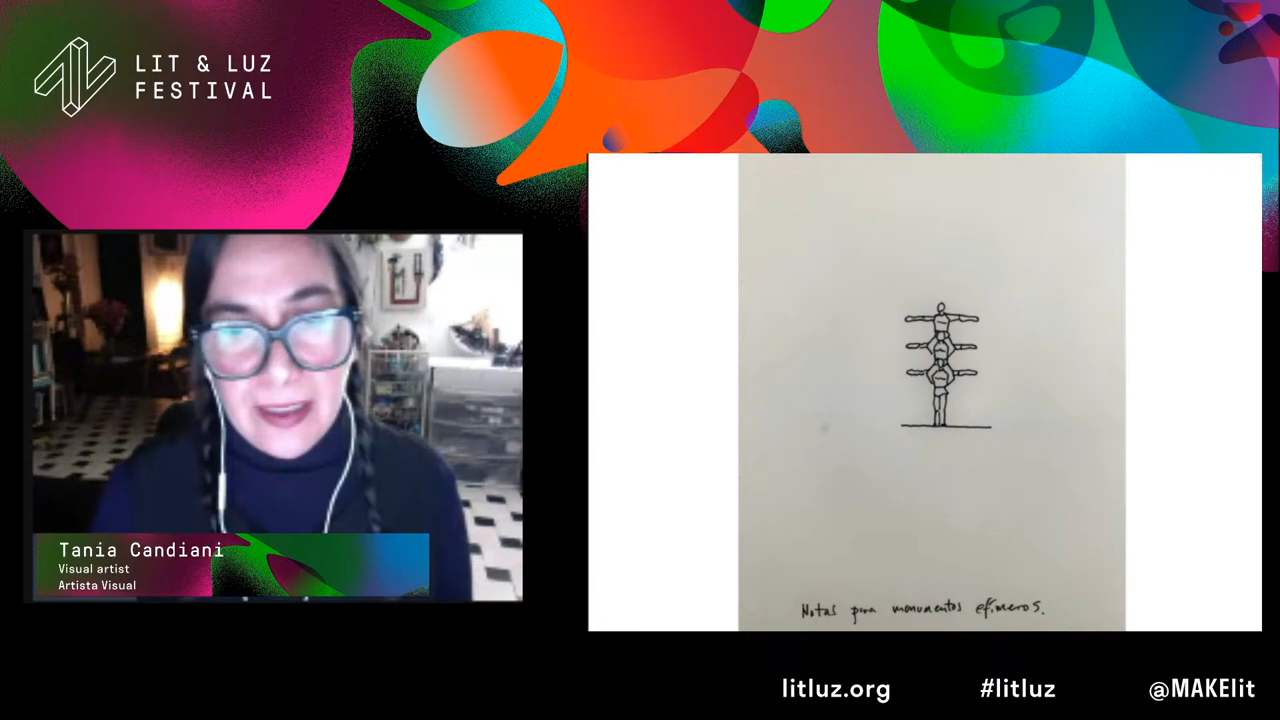 LIT & LUZ
FESTIVAL
Tania Candiani
Visual artist
Artista Visual
Notas para monumentos efímeros.
litluz.org
#litluz
@MAKElit